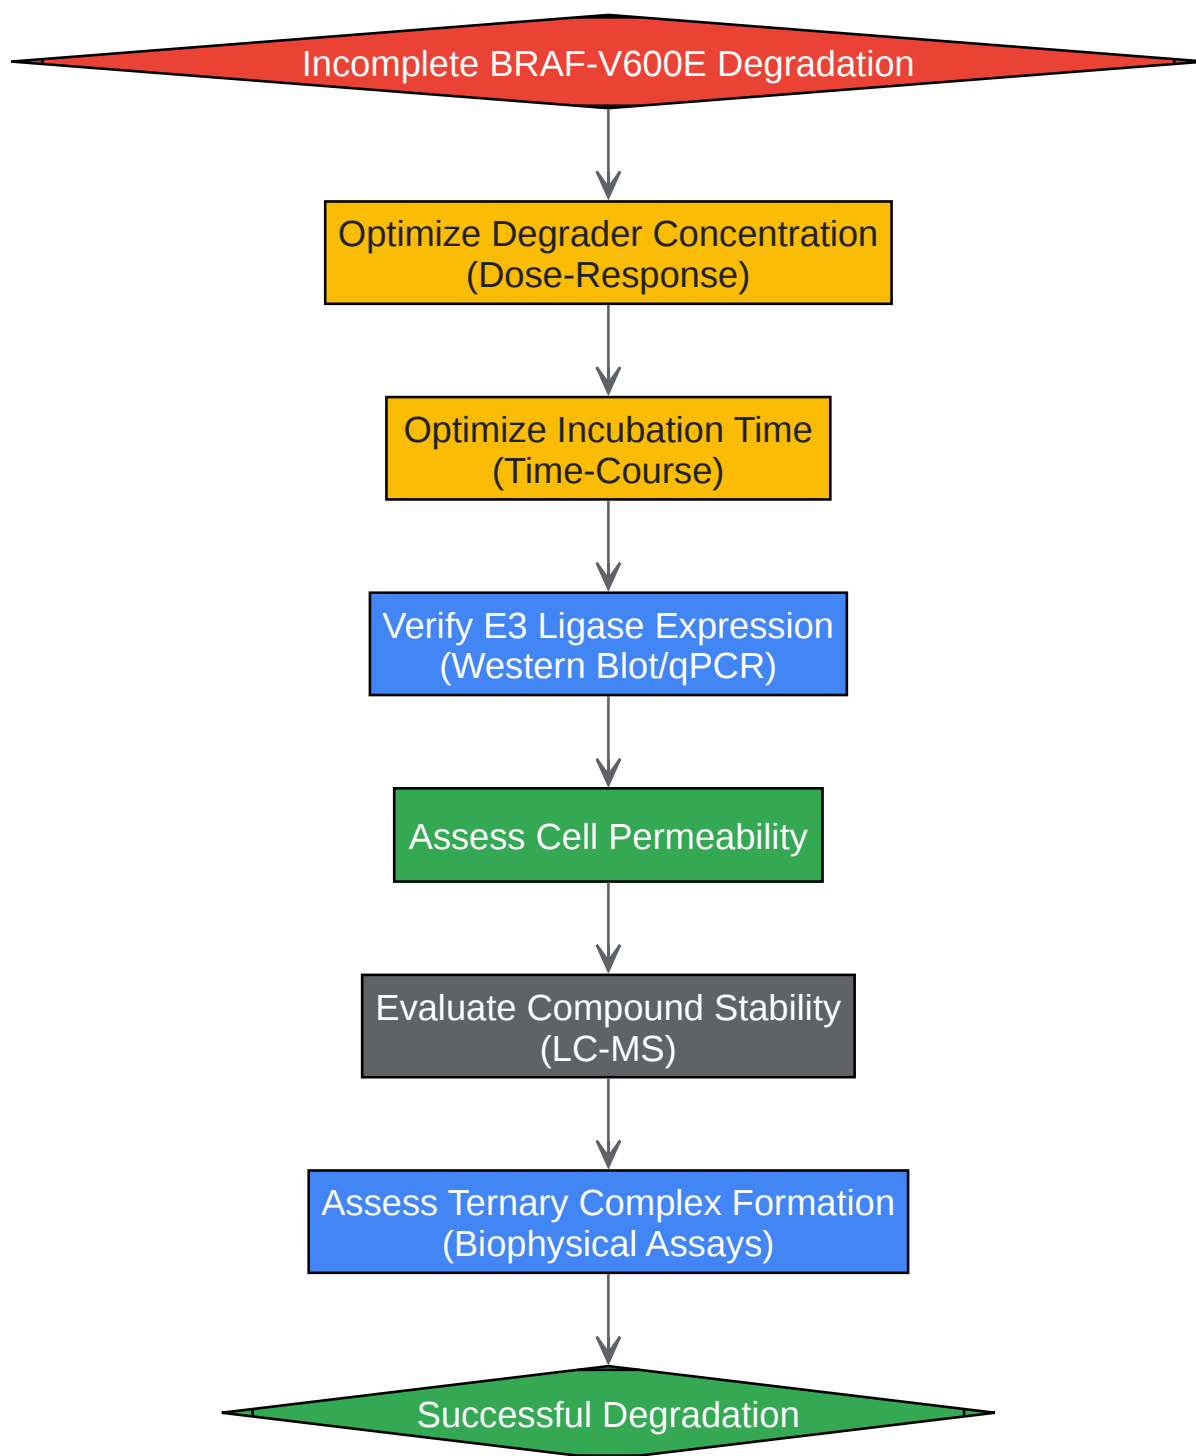 Incomplete BRAF-V600E Degradation
Optimize Degrader Concentration
(Dose-Response)
Optimize Incubation Time
(Time-Course)
Verify E3 Ligase Expression
(Western Blot/qPCR)
Assess Cell Permeability
Evaluate Compound Stability
(LC-MS)
Assess Ternary Complex Formation
(Biophysical Assays)
Successful Degradation